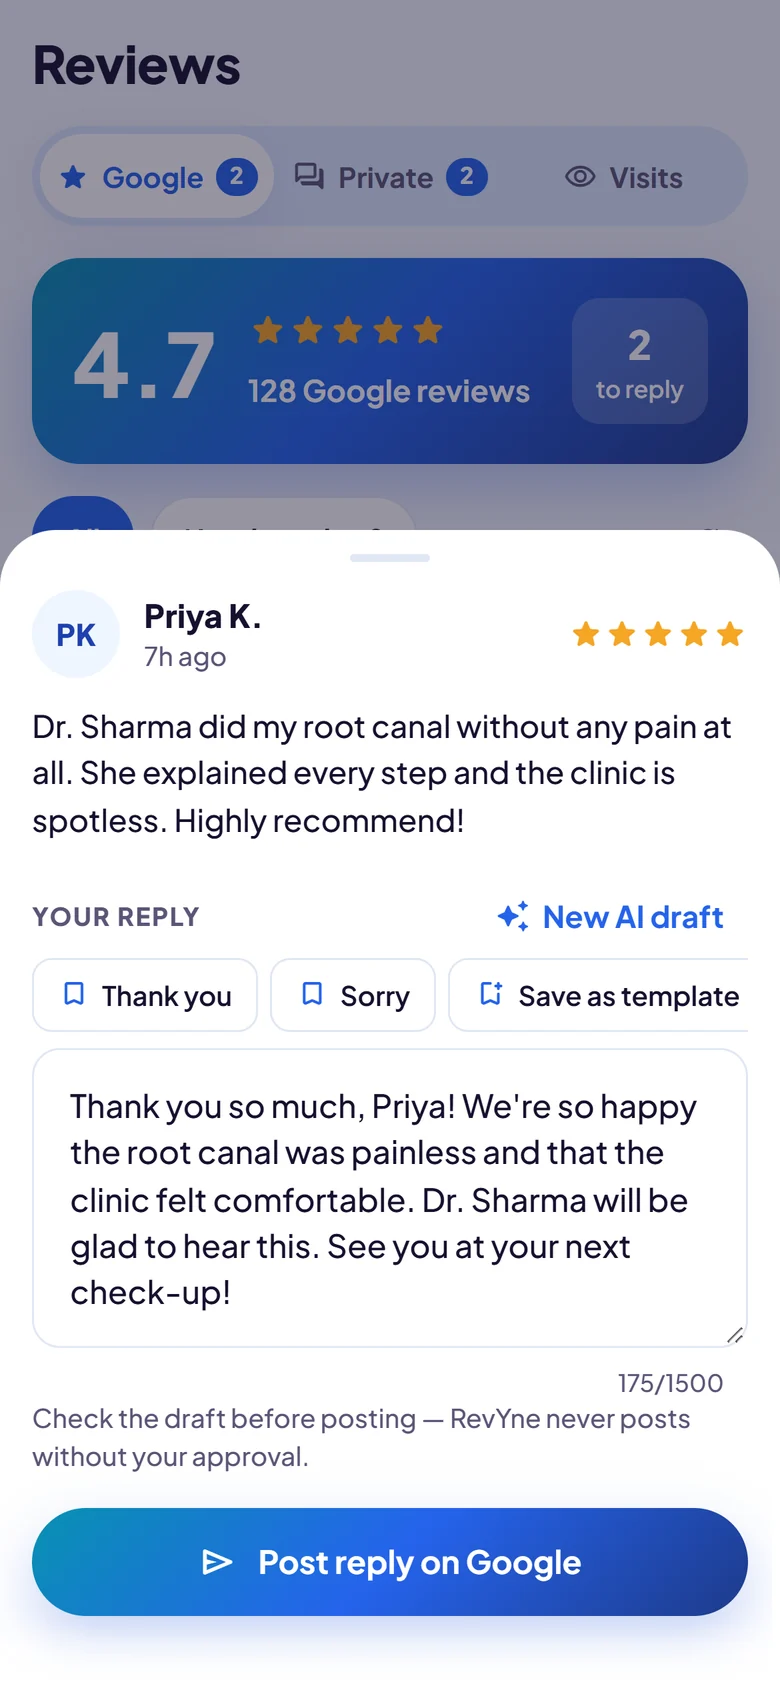 Reviews
Google 2 Private 2 Visits
4.7
128 Google reviews
2
to reply
PK
Priya K.
7h ago
Dr. Sharma did my root canal without any pain at
all. She explained every step and the clinic is
spotless. Highly recommend!
YOUR REPLY New AI draft
Thank you Sorry Save as template
Thank you so much, Priya! We're so happy
the root canal was painless and that the
clinic felt comfortable. Dr. Sharma will be
glad to hear this. See you at your next
check-up!
175/1500
Check the draft before posting — RevYne never posts
without your approval.
Post reply on Google